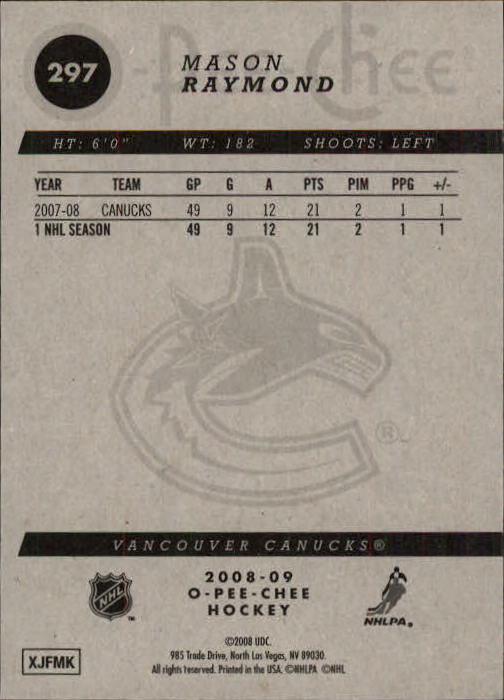 O-Pee-Chee
297
MASON
RAYMOND
HT: 6'0" WT: 182 SHOOTS: LEFT
YEAR TEAM GP G A PTS PIM PPG +/-
2007-08 CANUCKS 49 9 12 21 2 1 1
1 NHL SEASON 49 9 12 21 2 1 1
®
VANCOUVER CANUCKS®
NHL
™
2008-09
O-PEE-CHEE
HOCKEY
NHLPA®
©2008 UDC.
985 Trade Drive, North Las Vegas, NV 89030.
All rights reserved. Printed in the USA. ©NHLPA ©NHL
XJFMK